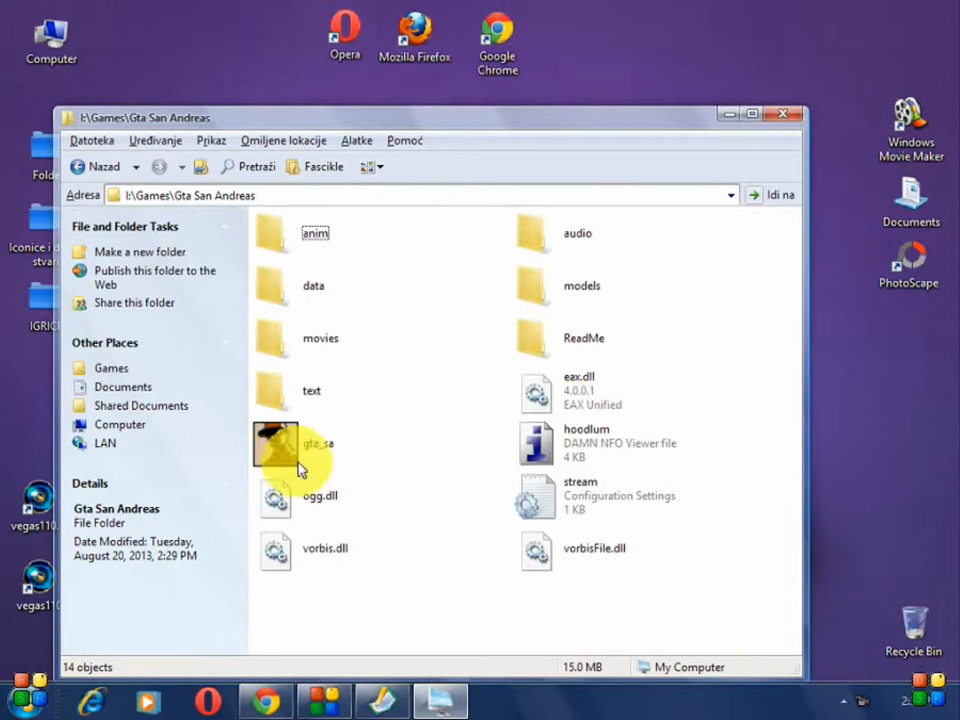 Computer
Opera
Mozilla Firefox
Google
Chrome
Windows
Movie Maker
Documents
PhotoScape
Recycle Bin
Folde
Iconice i d
stvari
IGRICE
vegas110.
vegas110
I:\Games\Gta San Andreas
Datoteka Uređivanje Prikaz Omiljene lokacije Alatke Pomoć
Nazad Pretraži Fascikle
Adresa I:\Games\Gta San Andreas Idi na
File and Folder Tasks
Make a new folder
Publish this folder to the
Web
Share this folder
Other Places
Games
Documents
Shared Documents
Computer
LAN
Details
Gta San Andreas
File Folder
Date Modified: Tuesday,
August 20, 2013, 2:29 PM
anim
audio
data
models
movies
ReadMe
text
eax.dll
4.0.0.1
EAX Unified
gta_sa
hoodlum
DAMN NFO Viewer file
4 KB
ogg.dll
stream
Configuration Settings
1 KB
vorbis.dll
vorbisFile.dll
14 objects 15.0 MB My Computer
S R
S R